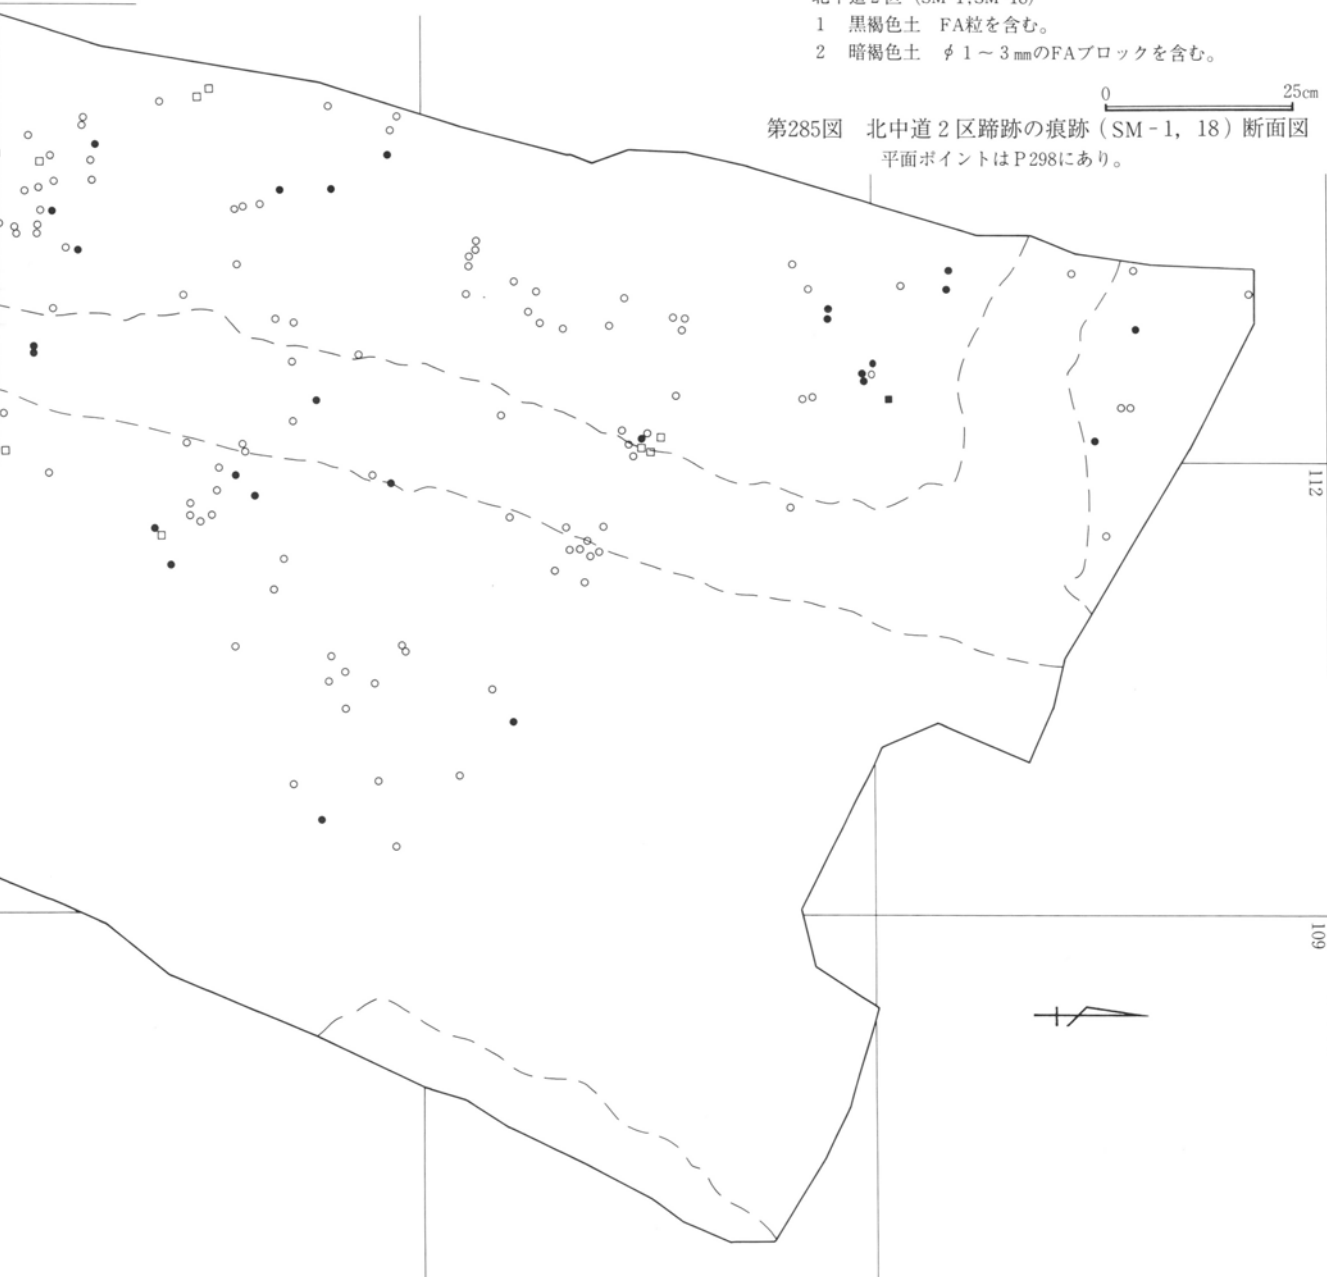 1 黒褐色土 FA粒を含む。
2 暗褐色土 φ1～3㎜のFAブロックを含む。
0 25cm
第285図 北中道2区蹄跡の痕跡（SM-1, 18）断面図
平面ポイントはP298にあり。
112
109